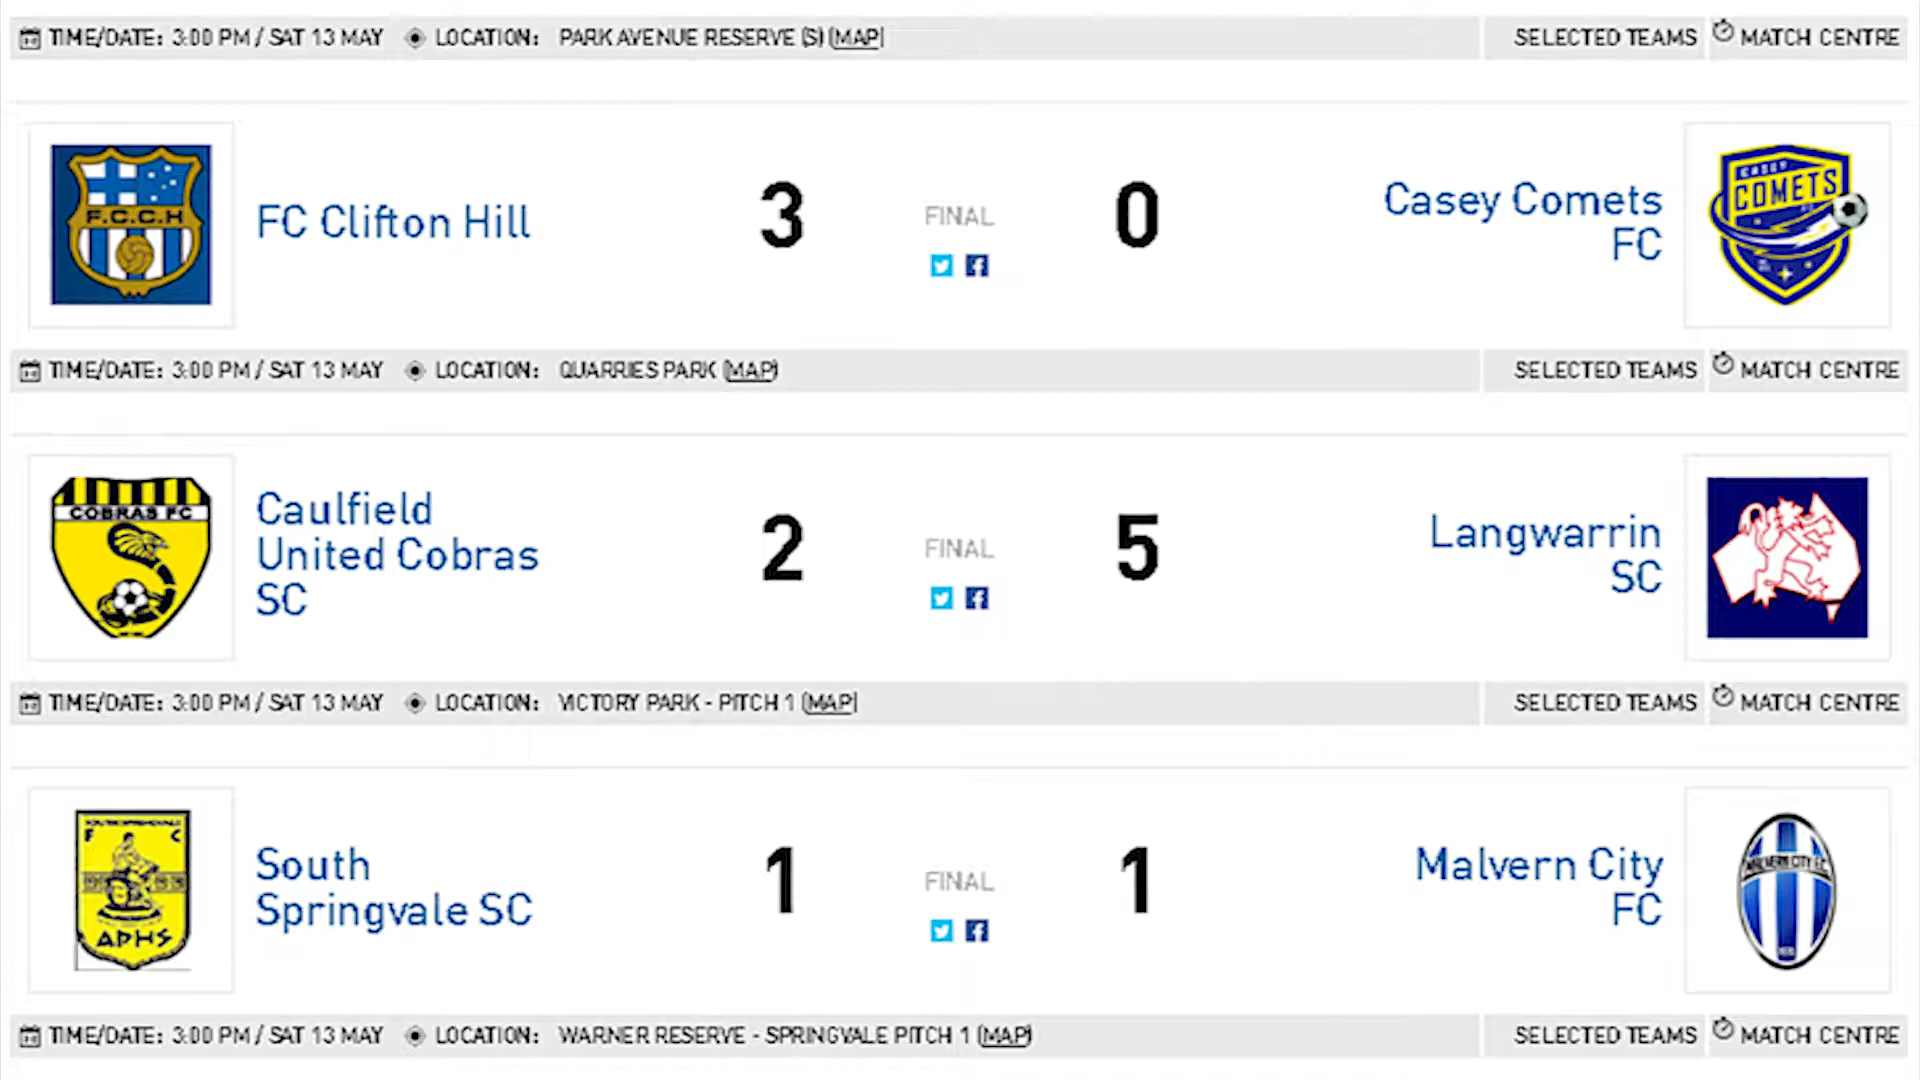 TIME/DATE: 3:00 PM / SAT 13 MAY LOCATION: PARK AVENUE RESERVE (S) (MAP) SELECTED TEAMS MATCH CENTRE
F.C.C.H
FC Clifton Hill
3
FINAL
0
Casey Comets
FC
CASEY
COMETS
TIME/DATE: 3:00 PM / SAT 13 MAY LOCATION: QUARRIES PARK (MAP) SELECTED TEAMS MATCH CENTRE
COBRAS FC
Caulfield
United Cobras
SC
2
FINAL
5
Langwarrin
SC
TIME/DATE: 3:00 PM / SAT 13 MAY LOCATION: VICTORY PARK - PITCH 1 (MAP) SELECTED TEAMS MATCH CENTRE
F C
APHS
South
Springvale SC
1
FINAL
1
Malvern City
FC
MALVERN CITY F.C.
TIME/DATE: 3:00 PM / SAT 13 MAY LOCATION: WARNER RESERVE - SPRINGVALE PITCH 1 (MAP) SELECTED TEAMS MATCH CENTRE